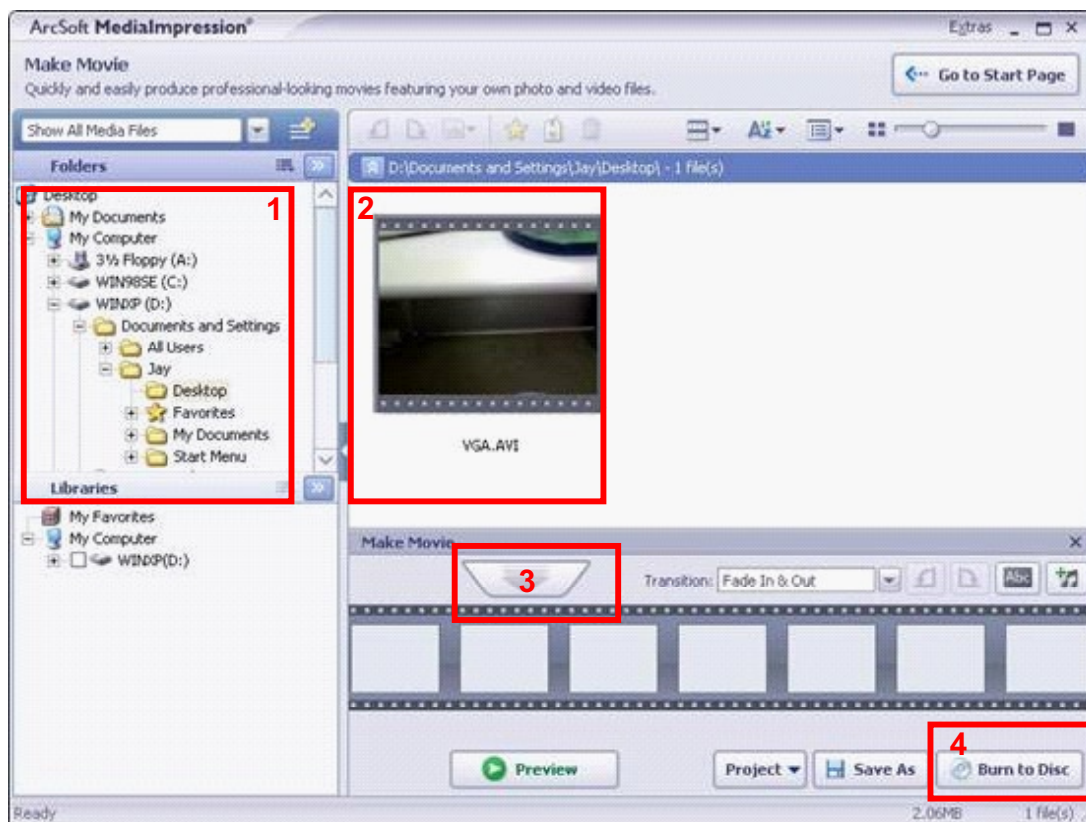 ArcSoft MediaImpression®
Extras
Make Movie
Quickly and easily produce professional-looking movies featuring your own photo and video files.
Go to Start Page
Show All Media Files
Folders
D:\Documents and Settings\Jay\Desktop\ - 1 file(s)
Desktop
1
My Documents
My Computer
3½ Floppy (A:)
WIN98SE (C:)
WINXP (D:)
Documents and Settings
All Users
Jay
Desktop
Favorites
My Documents
Start Menu
2
VGA.AVI
Libraries
My Favorites
My Computer
WINXP(D:)
Make Movie
3
Transition: Fade In & Out
Abc
4
Preview
Project
Save As
Burn to Disc
Ready
2.06MB
1 file(s)